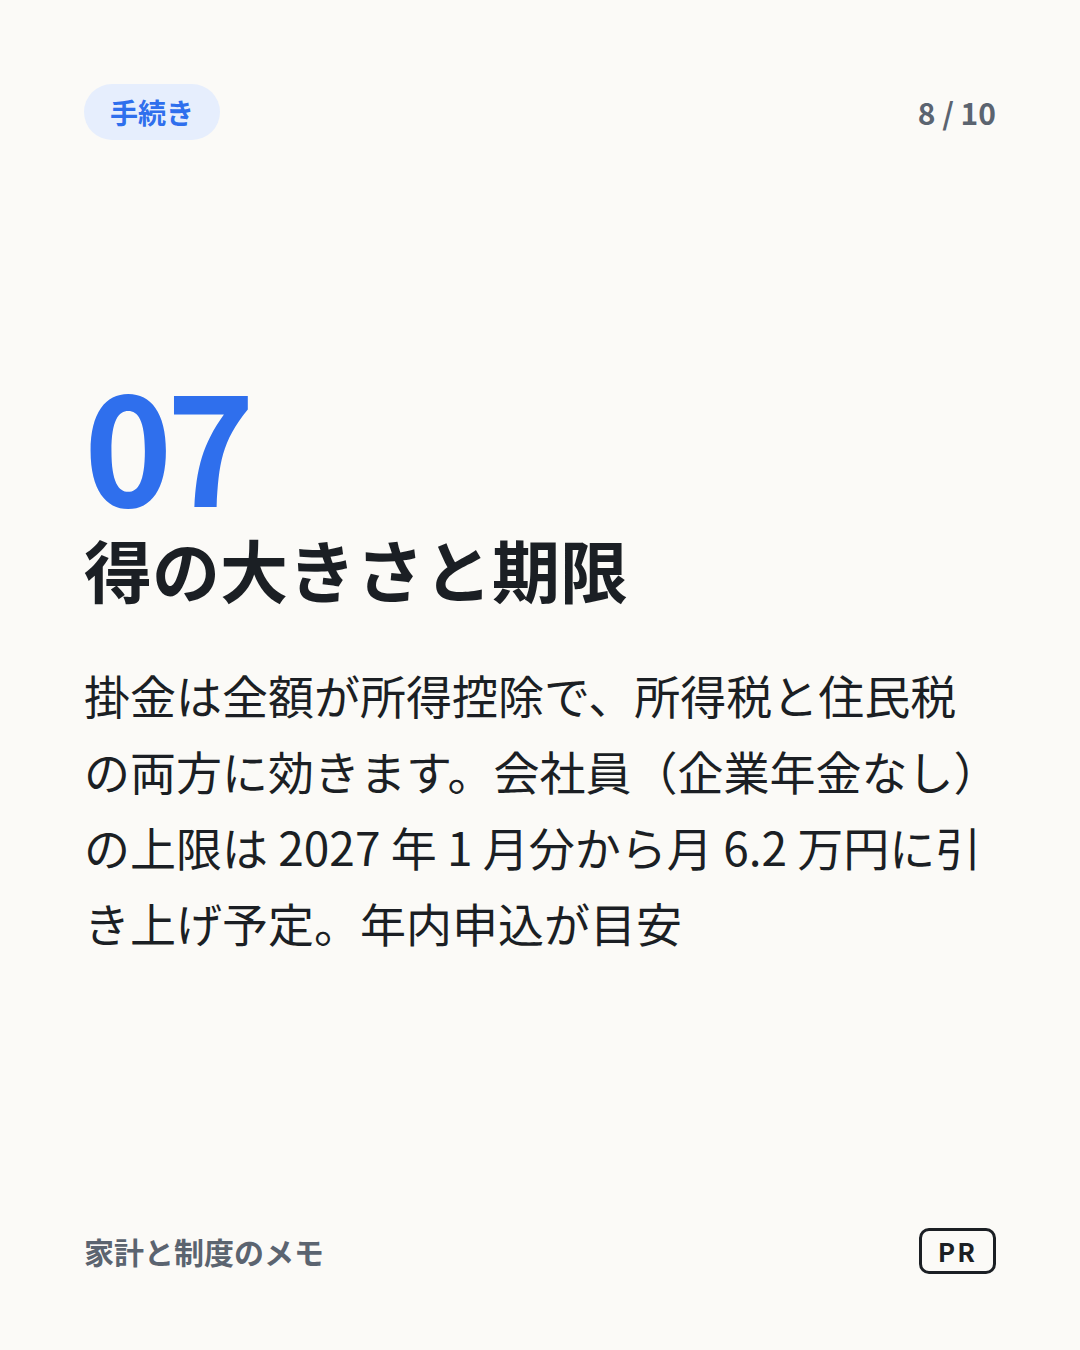 手続き
8 / 10
07
得の大きさと期限
掛金は全額が所得控除で、所得税と住民税
の両方に効きます。会社員（企業年金なし）
の上限は 2027 年 1 月分から月 6.2 万円に引
き上げ予定。年内申込が目安
家計と制度のメモ
PR